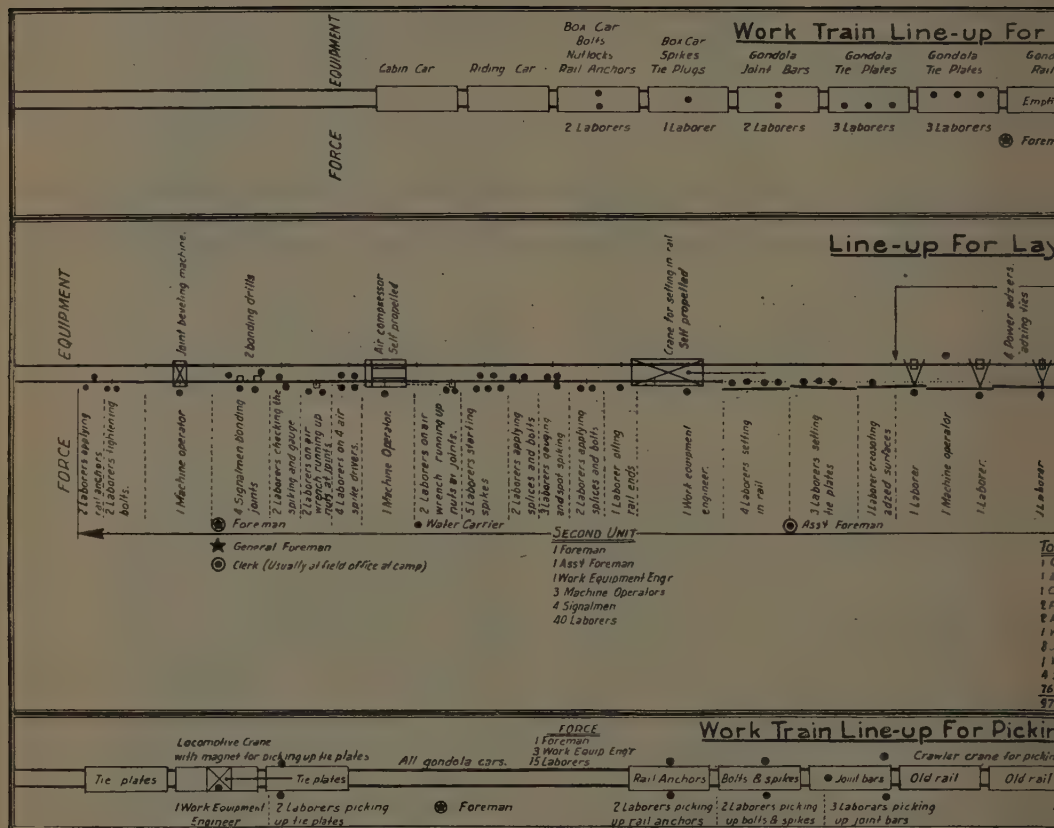 Work Train Line-up For
EQUIPMENT
FORCE
Cabin Car
Riding Car
Box Car
Bolts
Nutlocks
Rail Anchors
Box Car
Spikes
Tie Plugs
Gondola
Joint Bars
Gondola
Tie Plates
Gondola
Tie Plates
2 Laborers
1 Laborer
2 Laborers
3 Laborers
3 Laborers
Line-up For Lay
EQUIPMENT
FORCE
Joint beveling machine.
2 bonding drills
Air compressor
Self propelled
Crane for setting in rail
Self propelled
6 Power adzers.
adzing ties
2 Laborers applying
rail anchors.
2 Laborers tightening
bolts.
1 Machine operator
4 Signalmen bonding
joints
2 Laborers checking the
spiking and gauge
2 Laborers on air
wrench running up
nuts at joints
4 Laborers on 4 air
spike drivers.
1 Machine Operator.
2 Laborers on air
wrench running up
nuts at joints.
5 Laborers starting
spikes
2 Laborers applying
splices and bolts
3 Laborers gauging
and spot spiking
2 Laborers applying
splices and bolts
1 Laborer oiling
rail ends
1 Work equipment
engineer.
4 Laborers setting
in rail
3 Laborers setting
tie plates
1 Laborer creosoting
adzed surfaces
1 Laborer
1 Machine operator
1 Laborer
1 Laborer
Foreman
Water Carrier
Ass't Foreman
General Foreman
Clerk (Usually at field office at camp)
SECOND UNIT
1 Foreman
1 Ass't Foreman
1 Work Equipment Engr
3 Machine Operators
4 Signalmen
40 Laborers
Work Train Line-up For Pickin
Locomotive Crane
with magnet for picking up tie plates
All gondola cars.
FORCE
1 Foreman
3 Work Equip Engr
15 Laborers
Crawler crane for pickin
Tie plates
Tie plates
Rail Anchors
Bolts & spikes
Joint bars
Old rail
Old rail
1 Work Equipment
Engineer
2 Laborers picking
up tie plates
Foreman
2 Laborers picking
up rail anchors
2 Laborers picking
up bolts & spikes
3 Laborars picking
up joint bars